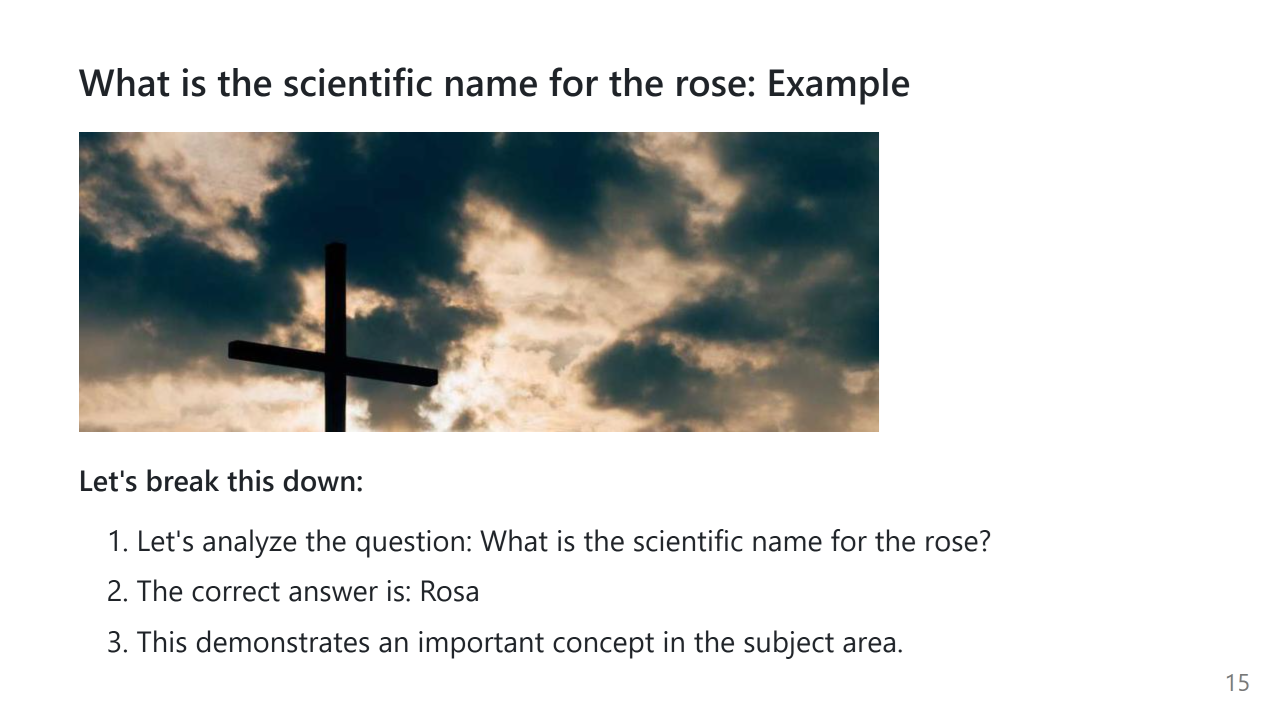 What is the scientific name for the rose: Example
Let's break this down:
1. Let's analyze the question: What is the scientific name for the rose?
2. The correct answer is: Rosa
3. This demonstrates an important concept in the subject area.
15